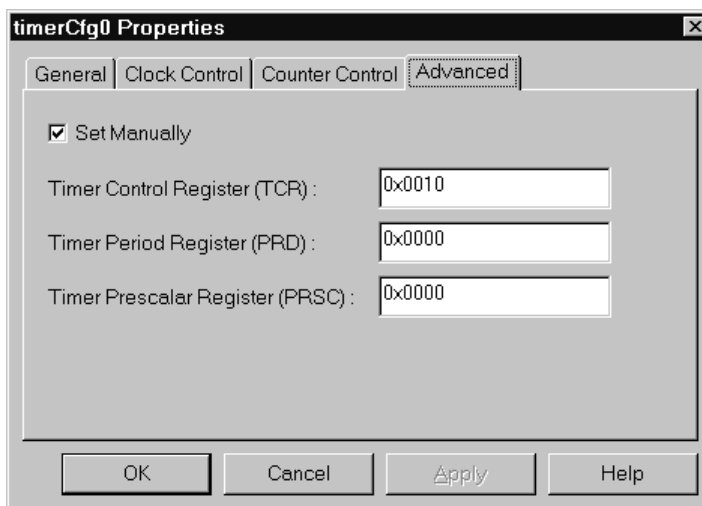 timerCfg0 Properties
General Clock Control Counter Control Advanced
Set Manually
Timer Control Register (TCR) : 0x0010
Timer Period Register (PRD) : 0x0000
Timer Prescalar Register (PRSC) : 0x0000
OK Cancel Apply Help